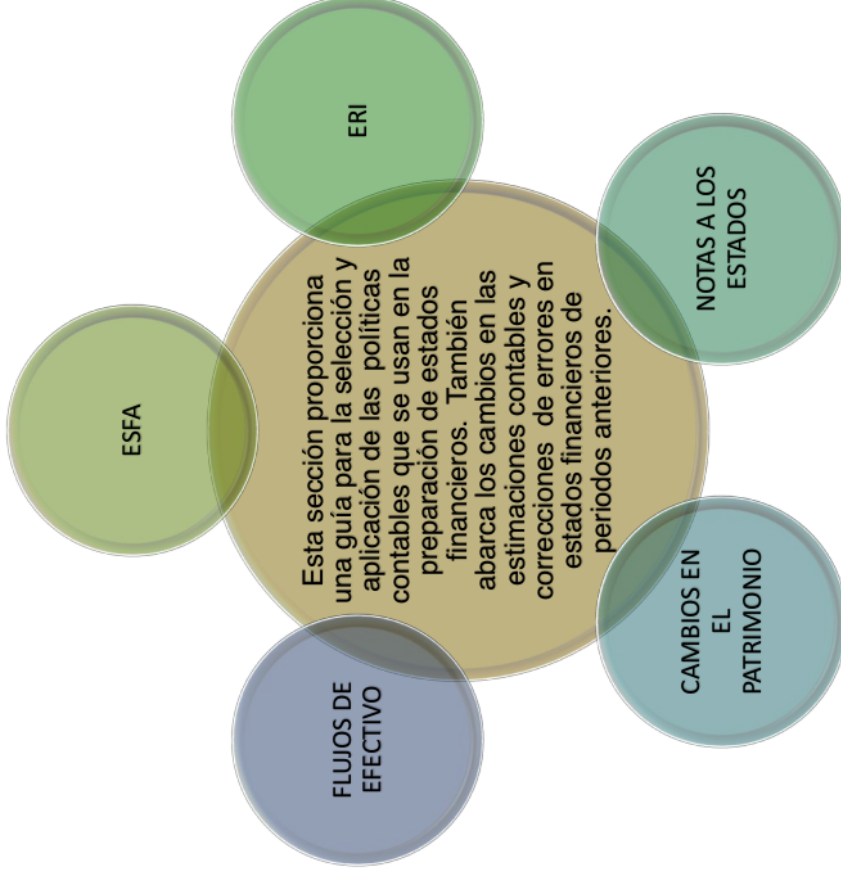 ESFA
FLUJOS DE
EFECTIVO
Esta sección proporciona
una guía para la selección y
aplicación de las políticas
contables que se usan en la
preparación de estados
financieros. También
abarca los cambios en las
estimaciones contables y
correcciones de errores en
estados financieros de
periodos anteriores.
ERI
CAMBIOS EN
EL
PATRIMONIO
NOTAS A LOS
ESTADOS